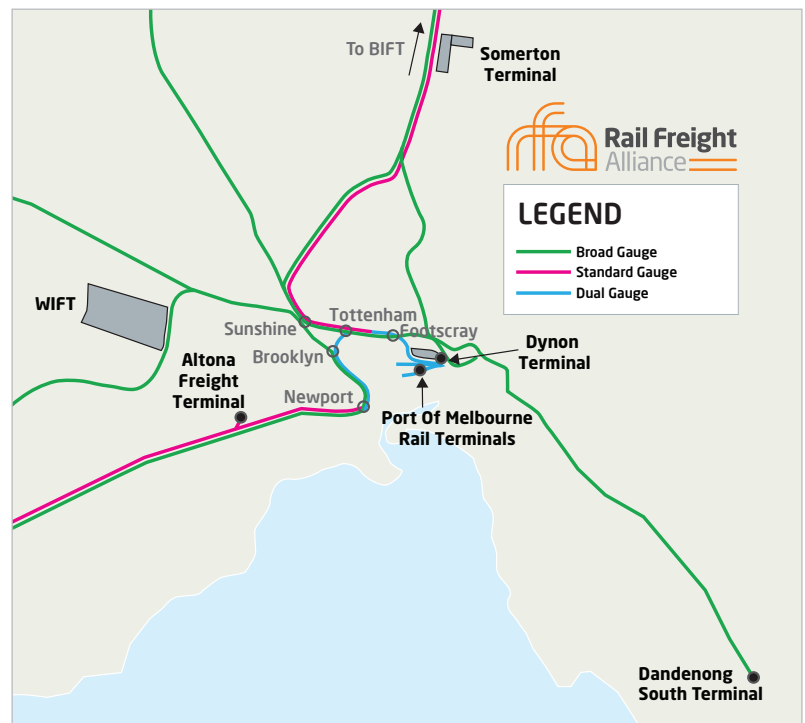 To BIFT
Somerton
Terminal
Rail Freight
Alliance
LEGEND
Broad Gauge
Standard Gauge
Dual Gauge
WIFT
Tottenham
Sunshine
Footscray
Brooklyn
Dynon
Terminal
Altona
Freight
Terminal
Newport
Port Of Melbourne
Rail Terminals
Dandenong
South Terminal